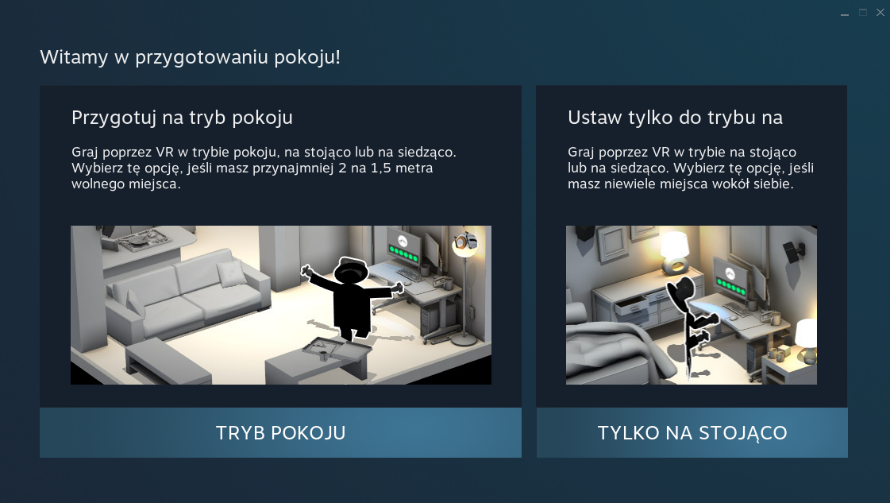 Witamy w przygotowaniu pokoju!
Przygotuj na tryb pokoju
Graj poprzez VR w trybie pokoju, na stojąco lub na siedząco.
Wybierz tę opcję, jeśli masz przynajmniej 2 na 1,5 metra
wolnego miejsca.
TRYB POKOJU
Ustaw tylko do trybu na
Graj poprzez VR w trybie na stojąco
lub na siedząco. Wybierz tę opcję, jeśli
masz niewiele miejsca wokół siebie.
TYLKO NA STOJĄCO